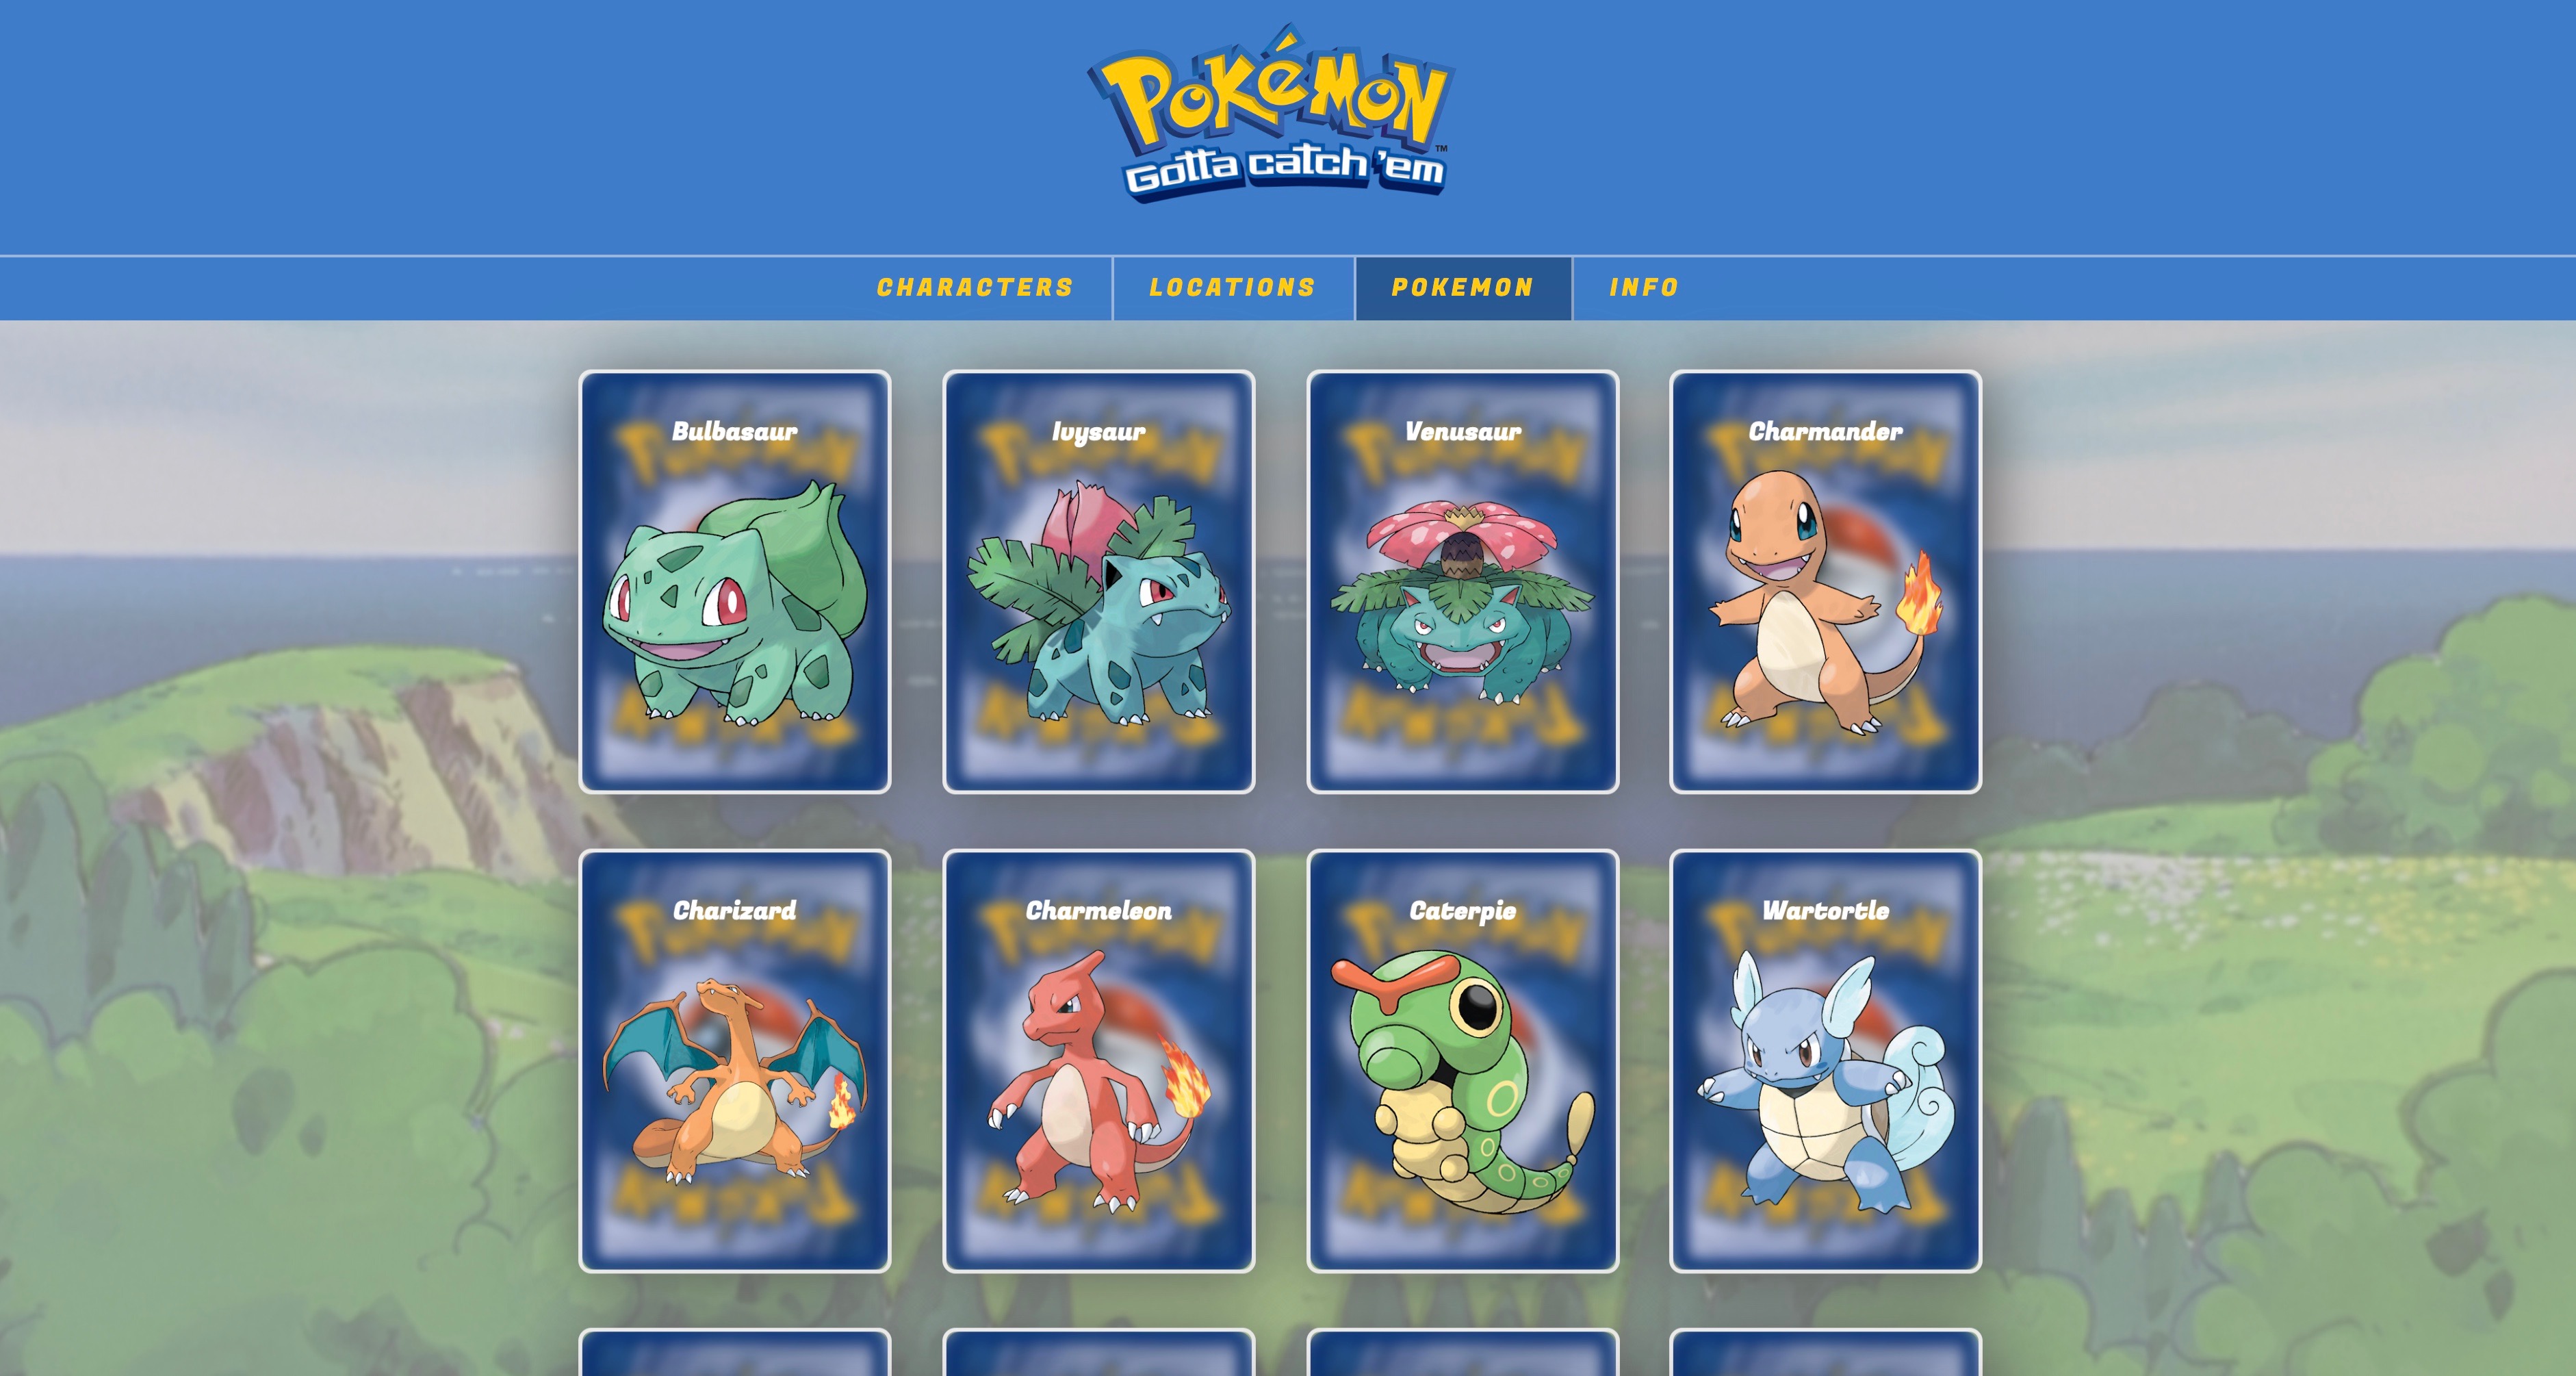 POKéMON
Gotta catch 'em
TM
CHARACTERS
LOCATIONS
POKEMON
INFO
Bulbasaur
Ivysaur
Venusaur
Charmander
Charizard
Charmeleon
Caterpie
Wartortle